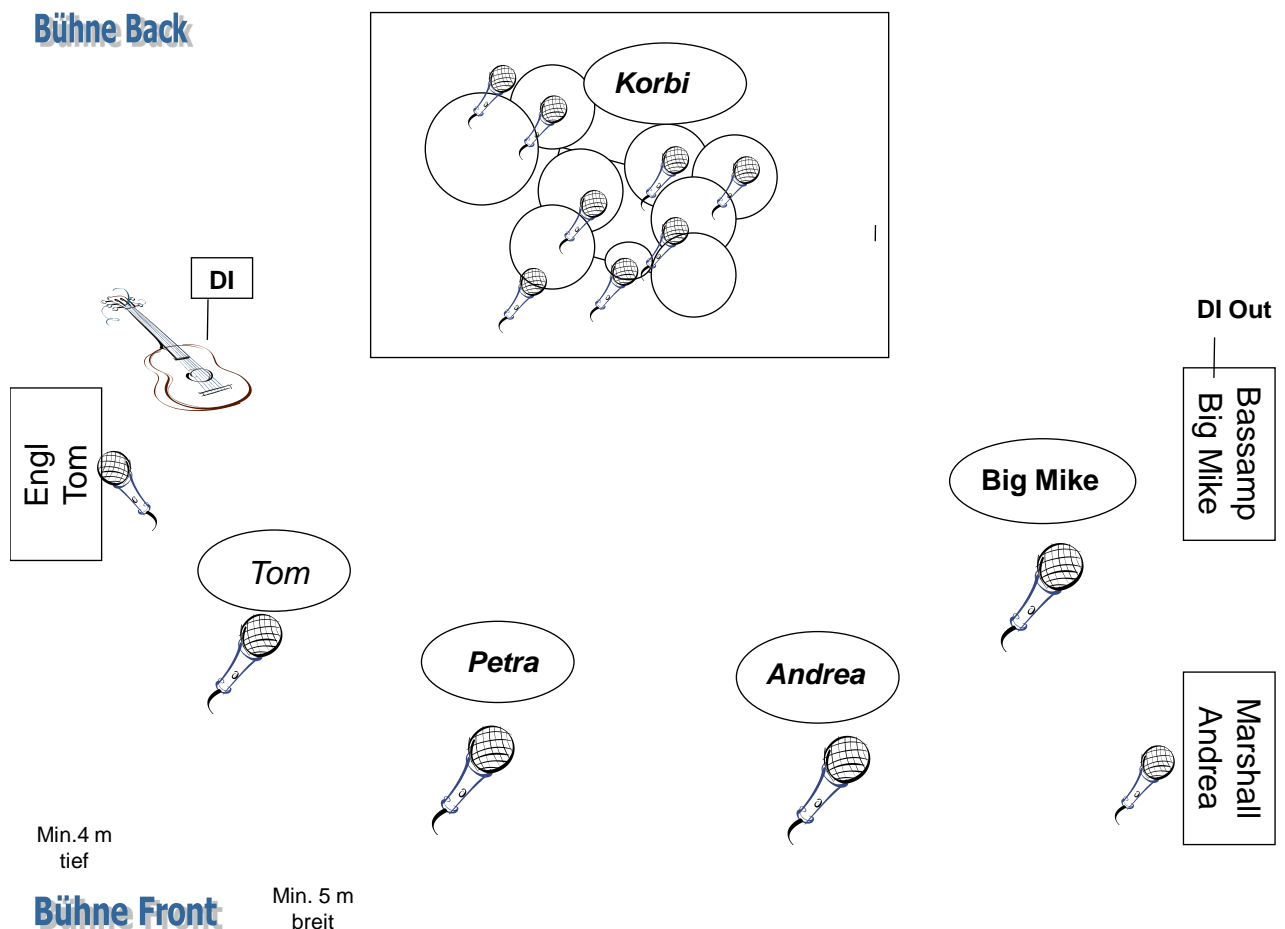 Bühne Back
Korbi
DI
DI Out
Engl
Tom
Bassamp
Big Mike
Big Mike
Tom
Petra
Andrea
Marshall
Andrea
Min.4 m
tief
Bühne Front
Min. 5 m
breit